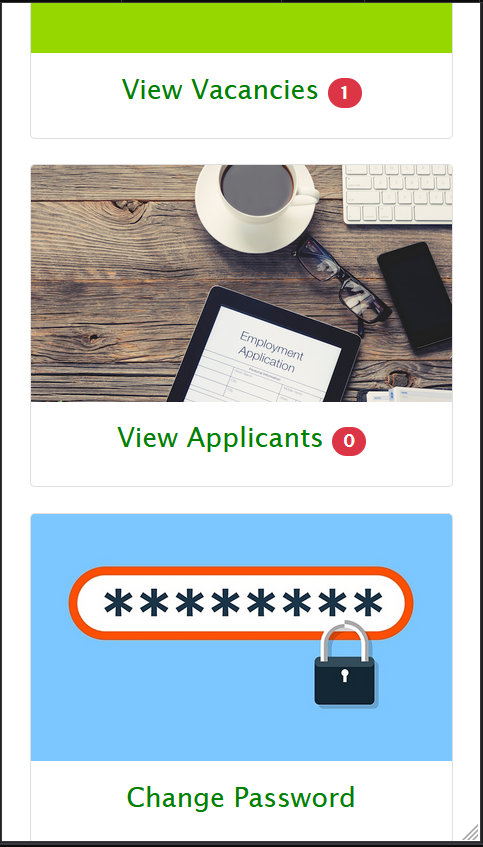 View Vacancies 1
Employment
Application
View Applicants 0
********
Change Password